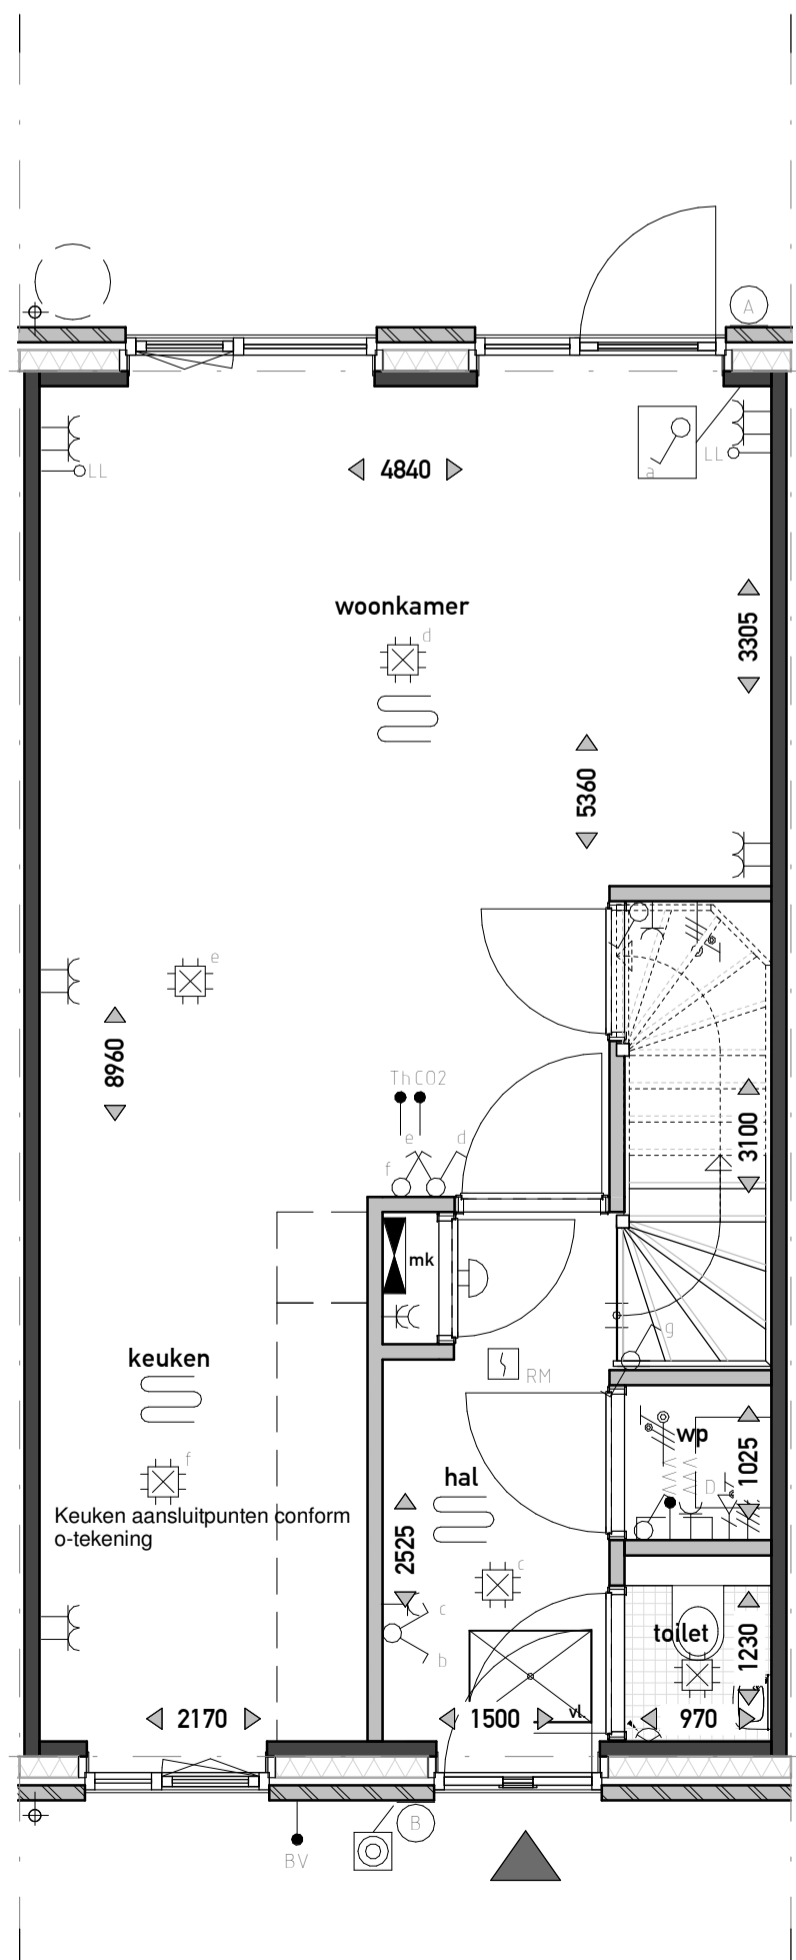 A
LL
a
LL
4840
woonkamer
d
3305
5360
e
8960
Th CO2
e
d
f
3100
mk
g
keuken
RM
wp
hal
f
D
1025
Keuken aansluitpunten conform
o-tekening
2525
c
c
toilet
1230
b
vl.
2170
1500
970
B
BV